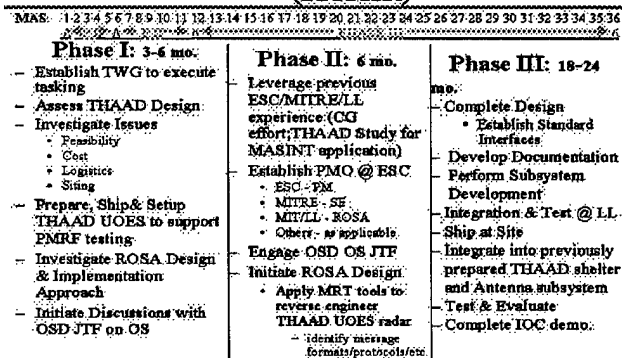 MAS: 1 2 3 4 5 6 7 8 9 10 11 12 13 14 15 16 17 18 19 20 21 22 23 24 25 26 27 28 29 30 31 32 33 34 35 36
Phase I: 3-6 mo.
– Establish TWG to execute
tasking
– Assess THAAD Design
– Investigate Issues
• Feasibility
• Cost
• Logistics
• Siting
– Prepare, Ship & Setup
THAAD UOES to support
PMRF testing
– Investigate ROSA Design
& Implementation
Approach
– Initiate Discussions with
OSD JTF on OS
Phase II: 6 mo.
– Leverage previous
ESC/MITRE/LL
experience (CG
effort;THAAD Study for
MASINT application)
– Establish PMO @ ESC
• ESC - PM
• MITRE - SE
• MIT/LL - ROSA
• Others - as applicable
– Engage OSD OS JTF
– Initiate ROSA Design
• Apply MRT tools to
reverse engineer
THAAD UOES radar
– identify message
formats/protocols/etc
Phase III: 18-24
mo.
– Complete Design
• Establish Standard
Interfaces
– Develop Documentation
– Perform Subsystem
Development
– Integration & Test @ LL
– Ship at Site
– Integrate into previously
prepared THAAD shelter
and Antenna subsystem
– Test & Evaluate
– Complete IOC demo.